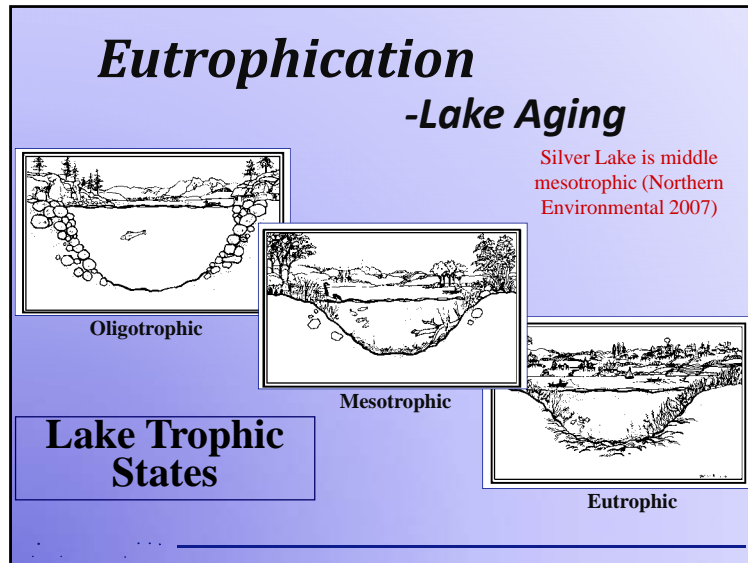 Eutrophication
-Lake Aging
Silver Lake is middle
mesotrophic (Northern
Environmental 2007)
Oligotrophic
Mesotrophic
Eutrophic
Lake Trophic
States